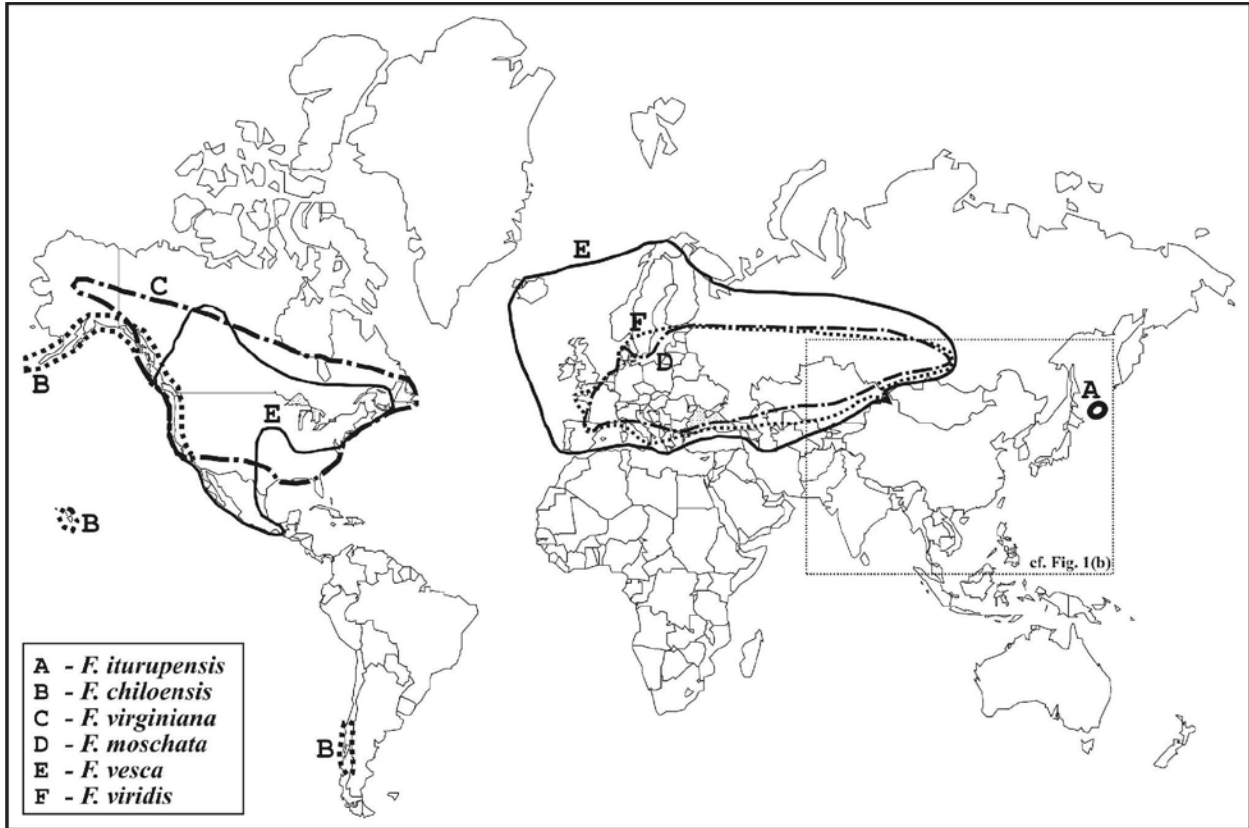 E
C
F
D
A
B
E
B
cf. Fig. 1(b)
B
A - F. iturupensis
B - F. chiloensis
C - F. virginiana
D - F. moschata
E - F. vesca
F - F. viridis